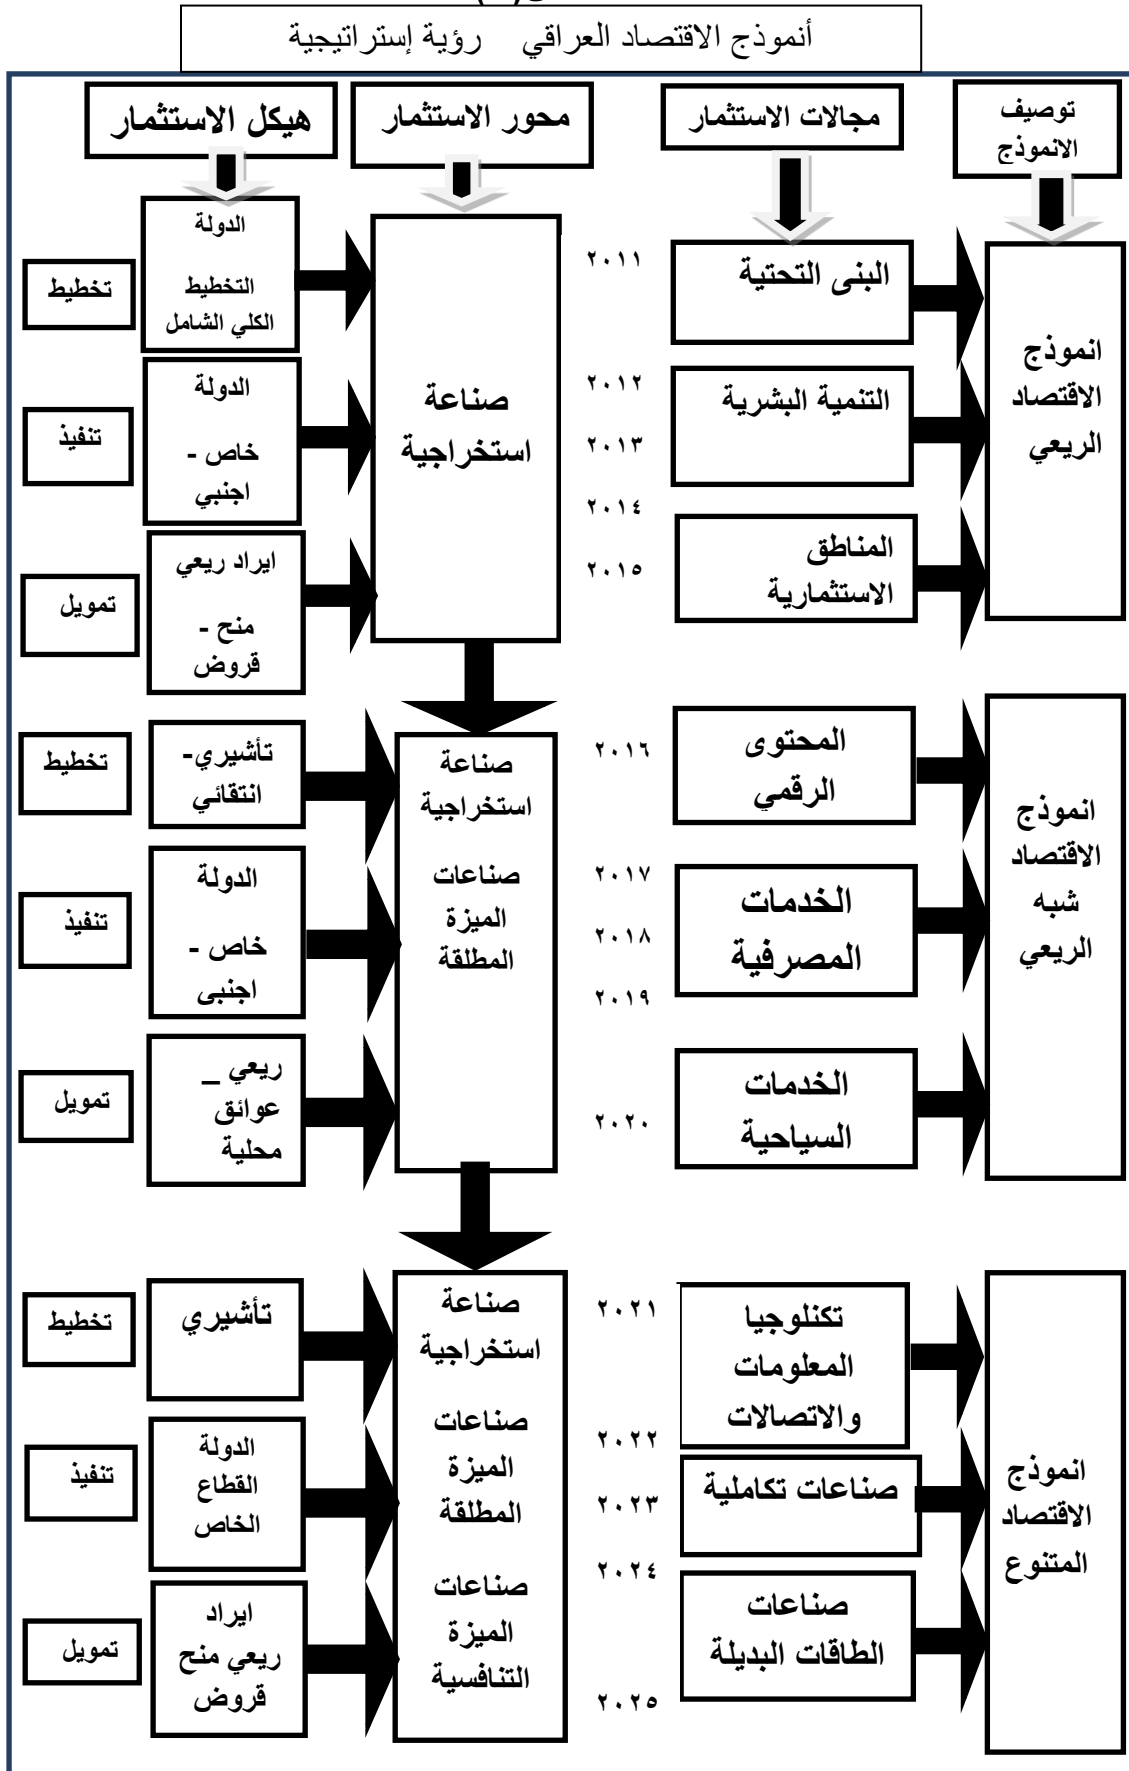 أنموذج الاقتصاد العراقي رؤية إستراتيجية
توصيف
الانموذج
مجالات الاستثمار
محور الاستثمار
هيكل الاستثمار
انموذج
الاقتصاد
الريعي
البنى التحتية
التنمية البشرية
المناطق
الاستثمارية
٢٠١١
٢٠١٢
٢٠١٣
٢٠١٤
٢٠١٥
صناعة
استخراجية
الدولة
التخطيط
الكلي الشامل
تخطيط
الدولة
خاص -
اجنبي
تنفيذ
ايراد ريعي
منح -
قروض
تمويل
انموذج
الاقتصاد
شبه
الريعي
المحتوى
الرقمي
الخدمات
المصرفية
الخدمات
السياحية
٢٠١٦
٢٠١٧
٢٠١٨
٢٠١٩
٢٠٢٠
صناعة
استخراجية
صناعات
الميزة
المطلقة
تأشيري-
انتقائي
تخطيط
الدولة
خاص -
اجنبي
تنفيذ
ريعي _
عوائق
محلية
تمويل
انموذج
الاقتصاد
المتنوع
تكنلوجيا
المعلومات
والاتصالات
صناعات تكاملية
صناعات
الطاقات البديلة
٢٠٢١
٢٠٢٢
٢٠٢٣
٢٠٢٤
٢٠٢٥
صناعة
استخراجية
صناعات
الميزة
المطلقة
صناعات
الميزة
التنافسية
تأشيري
تخطيط
الدولة
القطاع
الخاص
تنفيذ
ايراد
ريعي منح
قروض
تمويل